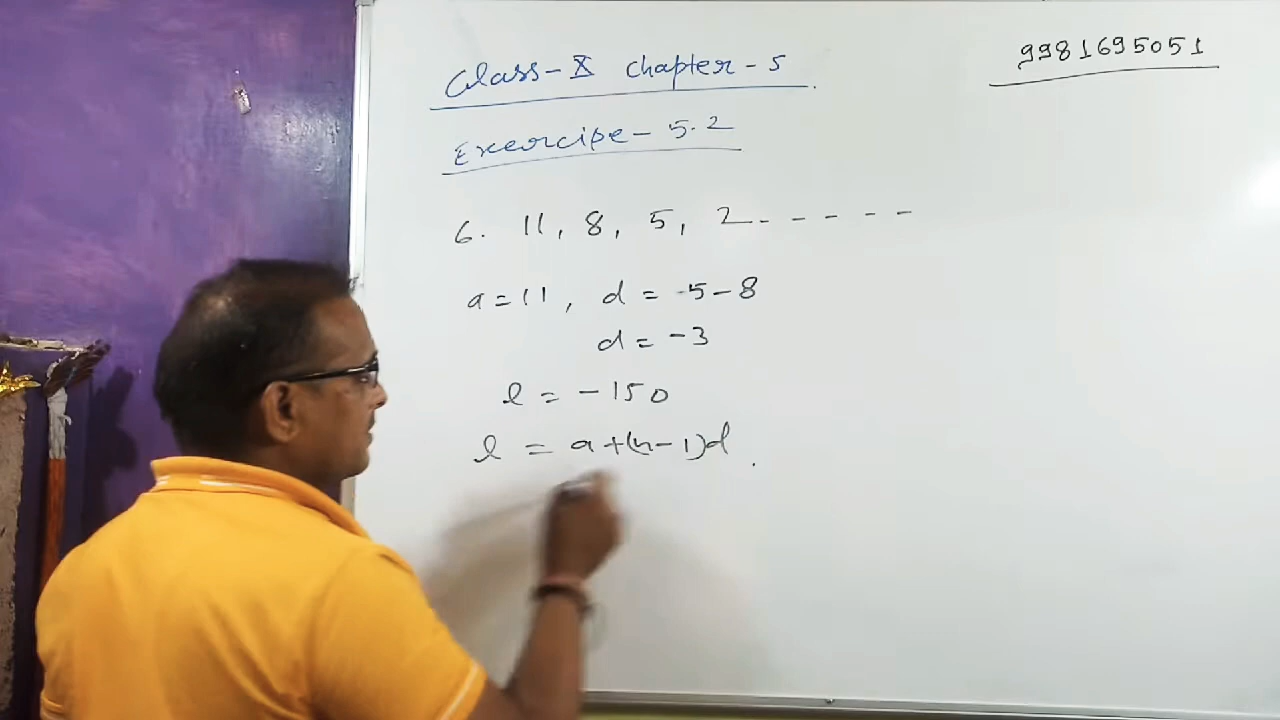 Class-X Chapter-5
9981695051
Exercise-5.2
6. 11, 8, 5, 2-----
a=11, d = 5-8
d = -3
l = -150
l = a+(n-1)d.